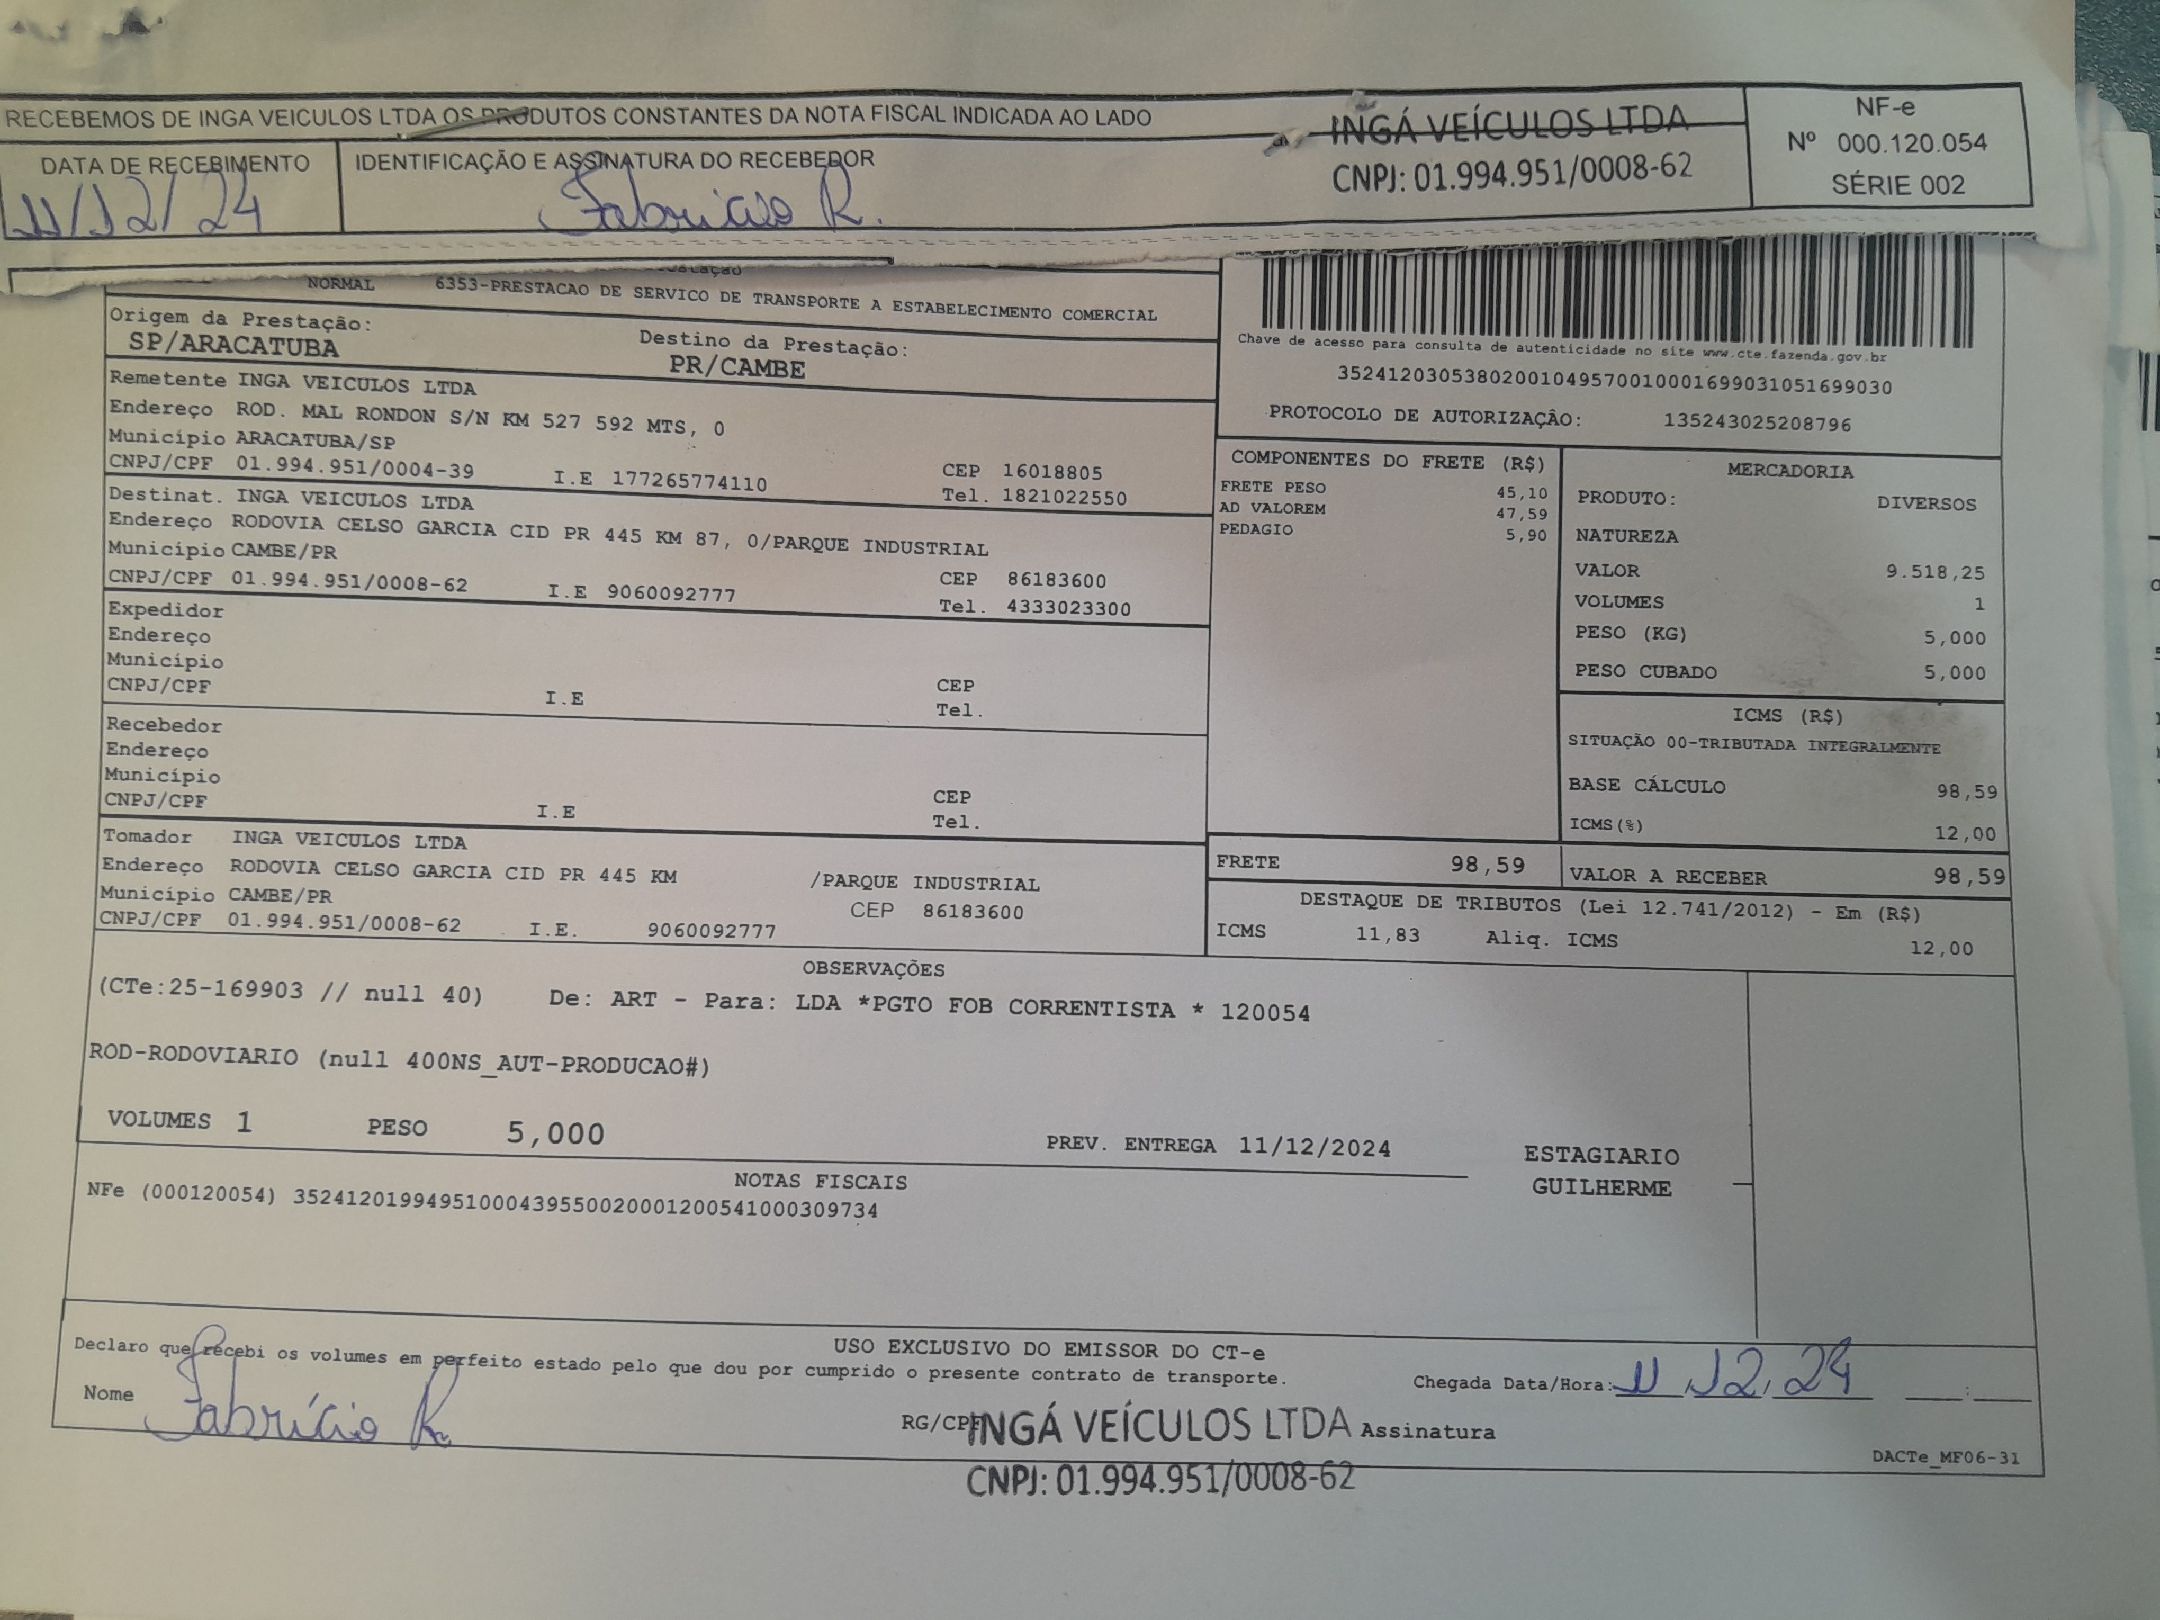 RECEBEMOS DE INGA VEICULOS LTDA OS PRODUTOS CONSTANTES DA NOTA FISCAL INDICADA AO LADO
INGÁ VEÍCULOS LTDA
CNPJ: 01.994.951/0008-62
NF-e
Nº 000.120.054
SÉRIE 002
DATA DE RECEBIMENTO
11/12/24
IDENTIFICAÇÃO E ASSINATURA DO RECEBEDOR
Fabricio R.
NORMAL 6353-PRESTACAO DE SERVICO DE TRANSPORTE A ESTABELECIMENTO COMERCIAL
Origem da Prestação:
SP/ARACATUBA
Destino da Prestação:
PR/CAMBE
Remetente INGA VEICULOS LTDA
Endereço ROD. MAL RONDON S/N KM 527 592 MTS, 0
Município ARACATUBA/SP
CNPJ/CPF 01.994.951/0004-39 I.E 177265774110
CEP 16018805
Tel. 1821022550
Destinat. INGA VEICULOS LTDA
Endereço RODOVIA CELSO GARCIA CID PR 445 KM 87, 0/PARQUE INDUSTRIAL
Município CAMBE/PR
CNPJ/CPF 01.994.951/0008-62 I.E 9060092777
CEP 86183600
Tel. 4333023300
Expedidor
Endereço
Município
CNPJ/CPF I.E
CEP
Tel.
Recebedor
Endereço
Município
CNPJ/CPF I.E
CEP
Tel.
Tomador INGA VEICULOS LTDA
Endereço RODOVIA CELSO GARCIA CID PR 445 KM /PARQUE INDUSTRIAL
Município CAMBE/PR CEP 86183600
CNPJ/CPF 01.994.951/0008-62 I.E. 9060092777
Chave de acesso para consulta de autenticidade no site www.cte.fazenda.gov.br
35241203053802001049570010001699031051699030
PROTOCOLO DE AUTORIZAÇÃO: 135243025208796
COMPONENTES DO FRETE (R$)
FRETE PESO 45,10
AD VALOREM 47,59
PEDAGIO 5,90
MERCADORIA
PRODUTO: DIVERSOS
NATUREZA
VALOR 9.518,25
VOLUMES 1
PESO (KG) 5,000
PESO CUBADO 5,000
ICMS (R$)
SITUAÇÃO 00-TRIBUTADA INTEGRALMENTE
BASE CÁLCULO 98,59
ICMS(%) 12,00
FRETE 98,59
VALOR A RECEBER 98,59
DESTAQUE DE TRIBUTOS (Lei 12.741/2012) - Em (R$)
ICMS 11,83 Aliq. ICMS 12,00
OBSERVAÇÕES
(CTe:25-169903 // null 40) De: ART - Para: LDA *PGTO FOB CORRENTISTA * 120054
ROD-RODOVIARIO (null 400NS_AUT-PRODUCAO#)
VOLUMES 1 PESO 5,000
PREV. ENTREGA 11/12/2024
ESTAGIARIO
GUILHERME
NOTAS FISCAIS
NFe (000120054) 35241201994951000439550020001200541000309734
USO EXCLUSIVO DO EMISSOR DO CT-e
Declaro que recebi os volumes em perfeito estado pelo que dou por cumprido o presente contrato de transporte.
Chegada Data/Hora: 11 12 24 :
Nome Fabrício R
RG/CPF
INGÁ VEÍCULOS LTDA
Assinatura
CNPJ: 01.994.951/0008-62
DACTe_MF06-31